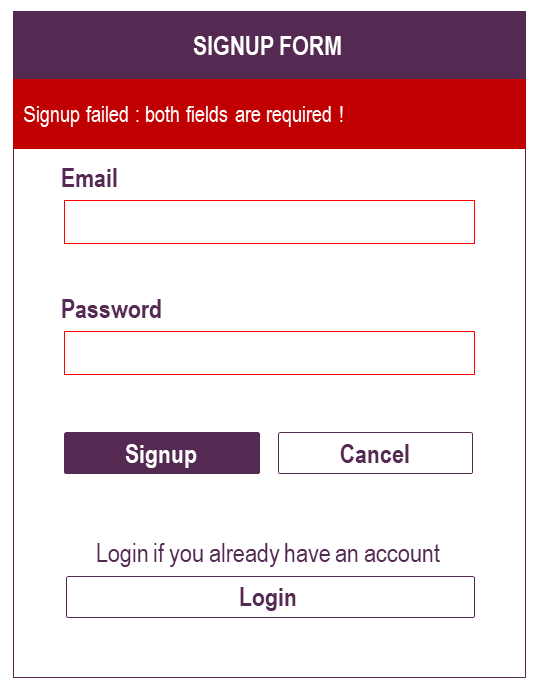 SIGNUP FORM
Signup failed : both fields are required !
Email
Password
Signup
Cancel
Login if you already have an account
Login